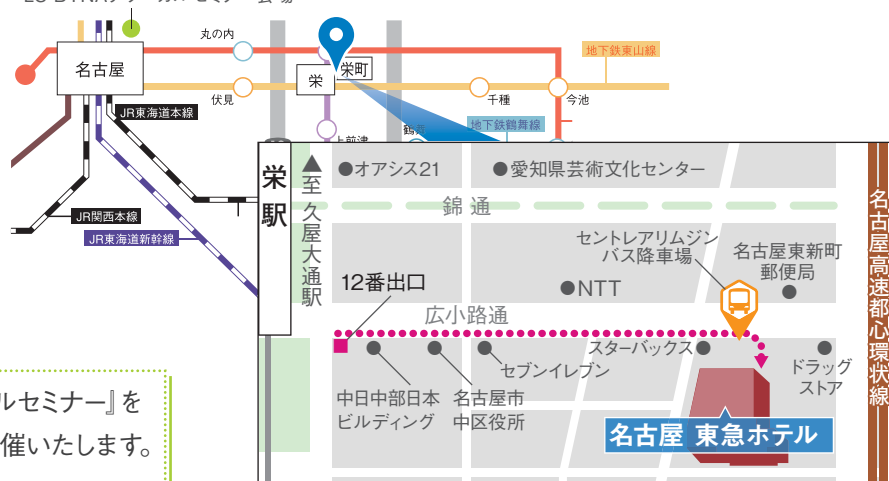 丸の内
地下鉄東山線
名古屋
栄町
栄
伏見
千種
今池
JR東海道本線
地下鉄鶴舞線
上前津
栄駅
▲至 久屋大通駅
●オアシス21
●愛知県芸術文化センター
錦通
JR関西本線
JR東海道新幹線
セントレアリムジン
バス降車場
名古屋東新町
郵便局
12番出口
●NTT
広小路通
スターバックス●
セブンイレブン
ドラッグ
ストア
中日中部日本
ビルディング
名古屋市
中区役所
名古屋 東急ホテル
名古屋高速都心環状線
ルセミナー』を
催いたします。